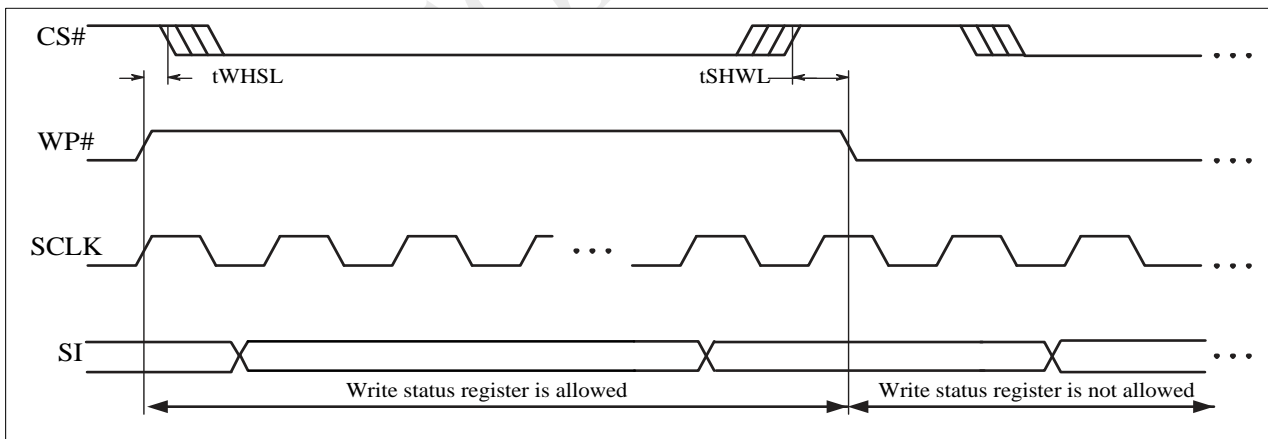 CS#
tWHSL
tSHWL
WP#
SCLK
SI
Write status register is allowed
Write status register is not allowed